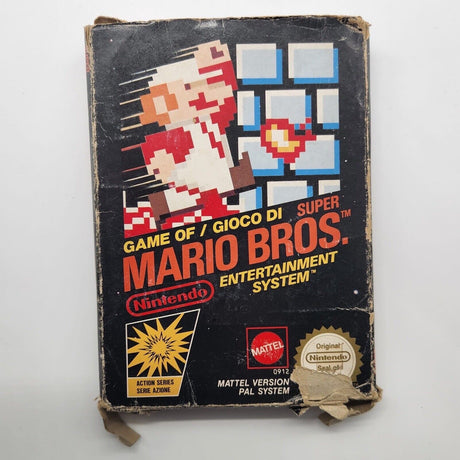 GAME OF / GIOCO DI
SUPER
MARIO BROS.™
ENTERTAINMENT
SYSTEM™
Nintendo
ACTION SERIES
SERIE AZIONE
MATTEL
0912
MATTEL VERSION
PAL SYSTEM
Original
Nintendo
Seal of